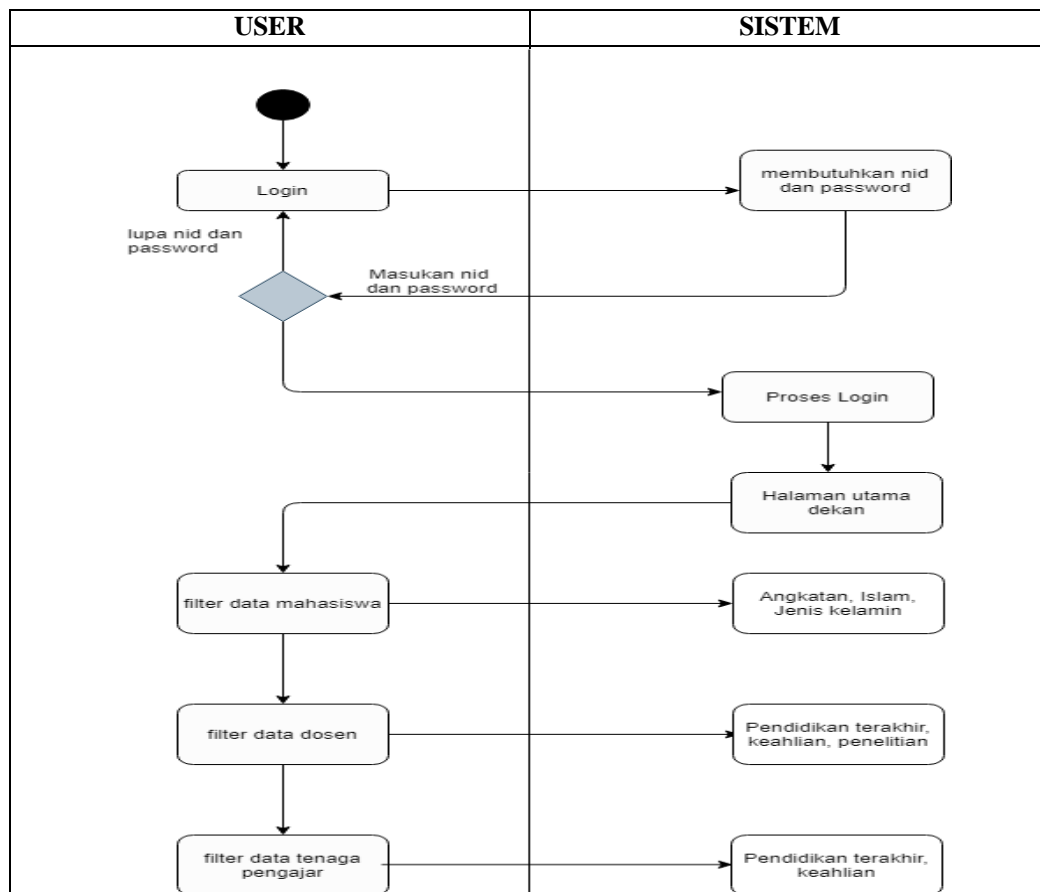 USER
SISTEM
Login
membutuhkan nid
dan password
lupa nid dan
password
Masukan nid
dan password
Proses Login
Halaman utama
dekan
filter data mahasiswa
Angkatan, Islam,
Jenis kelamin
filter data dosen
Pendidikan terakhir,
keahlian, penelitian
filter data tenaga
pengajar
Pendidikan terakhir,
keahlian